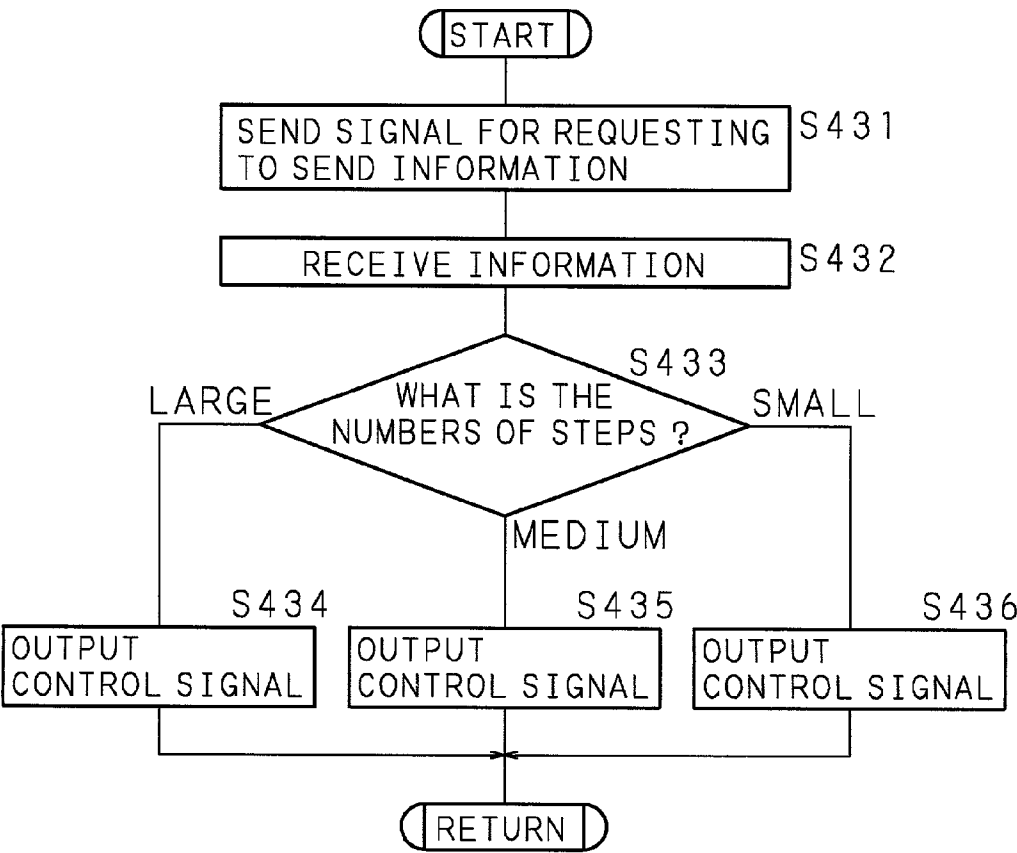 START
SEND SIGNAL FOR REQUESTING
TO SEND INFORMATION
S431
RECEIVE INFORMATION
S432
S433
WHAT IS THE
NUMBERS OF STEPS ?
LARGE
SMALL
MEDIUM
S434
OUTPUT
CONTROL SIGNAL
S435
OUTPUT
CONTROL SIGNAL
S436
OUTPUT
CONTROL SIGNAL
RETURN